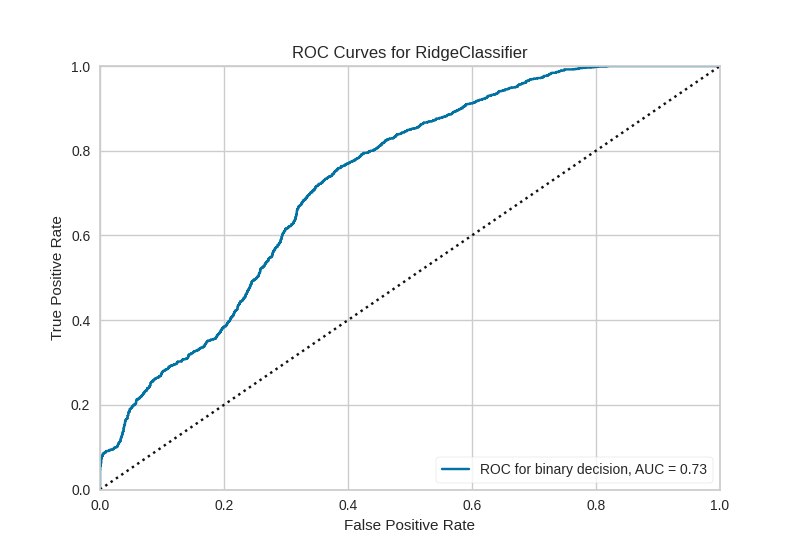 ROC Curves for RidgeClassifier
True Positive Rate
1.0
0.8
0.6
0.4
0.2
0.0
0.0 0.2 0.4 0.6 0.8 1.0
False Positive Rate
ROC for binary decision, AUC = 0.73